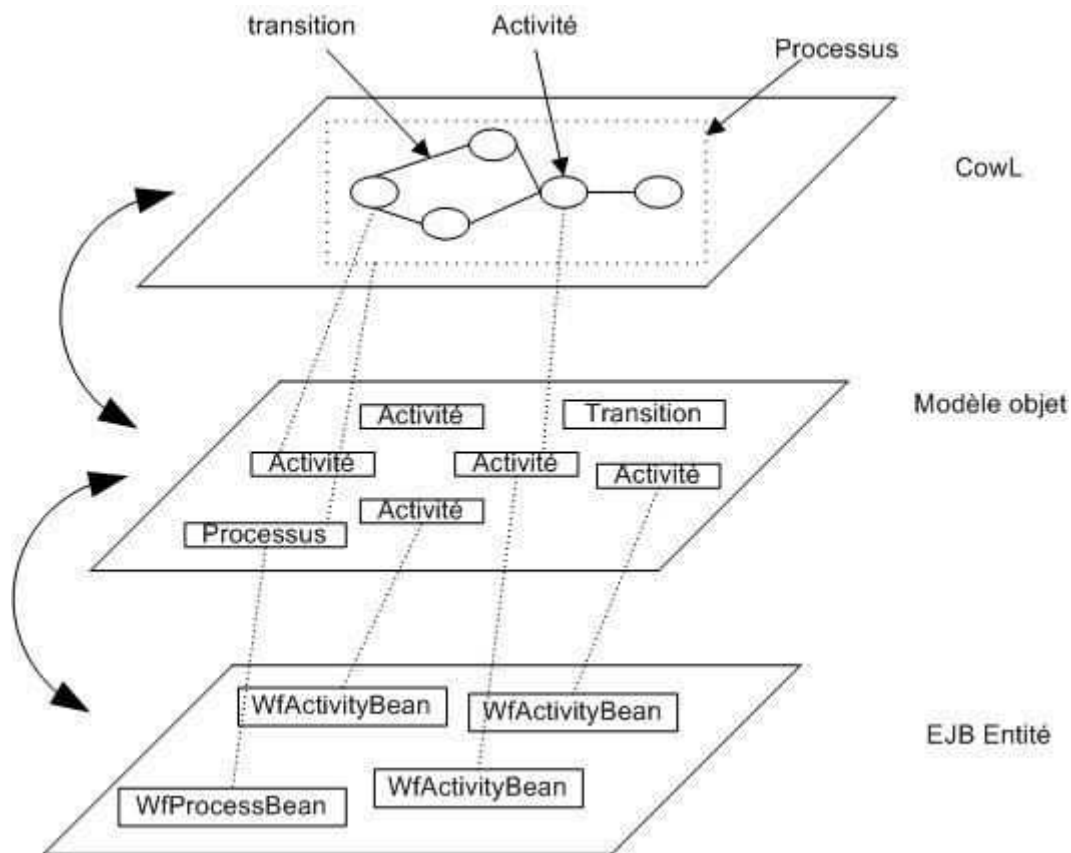 transition
Activité
Processus
CowL
Modèle objet
Activité
Transition
Activité
Activité
Activité
Activité
Processus
WfActivityBean
WfActivityBean
EJB Entité
WfActivityBean
WfProcessBean